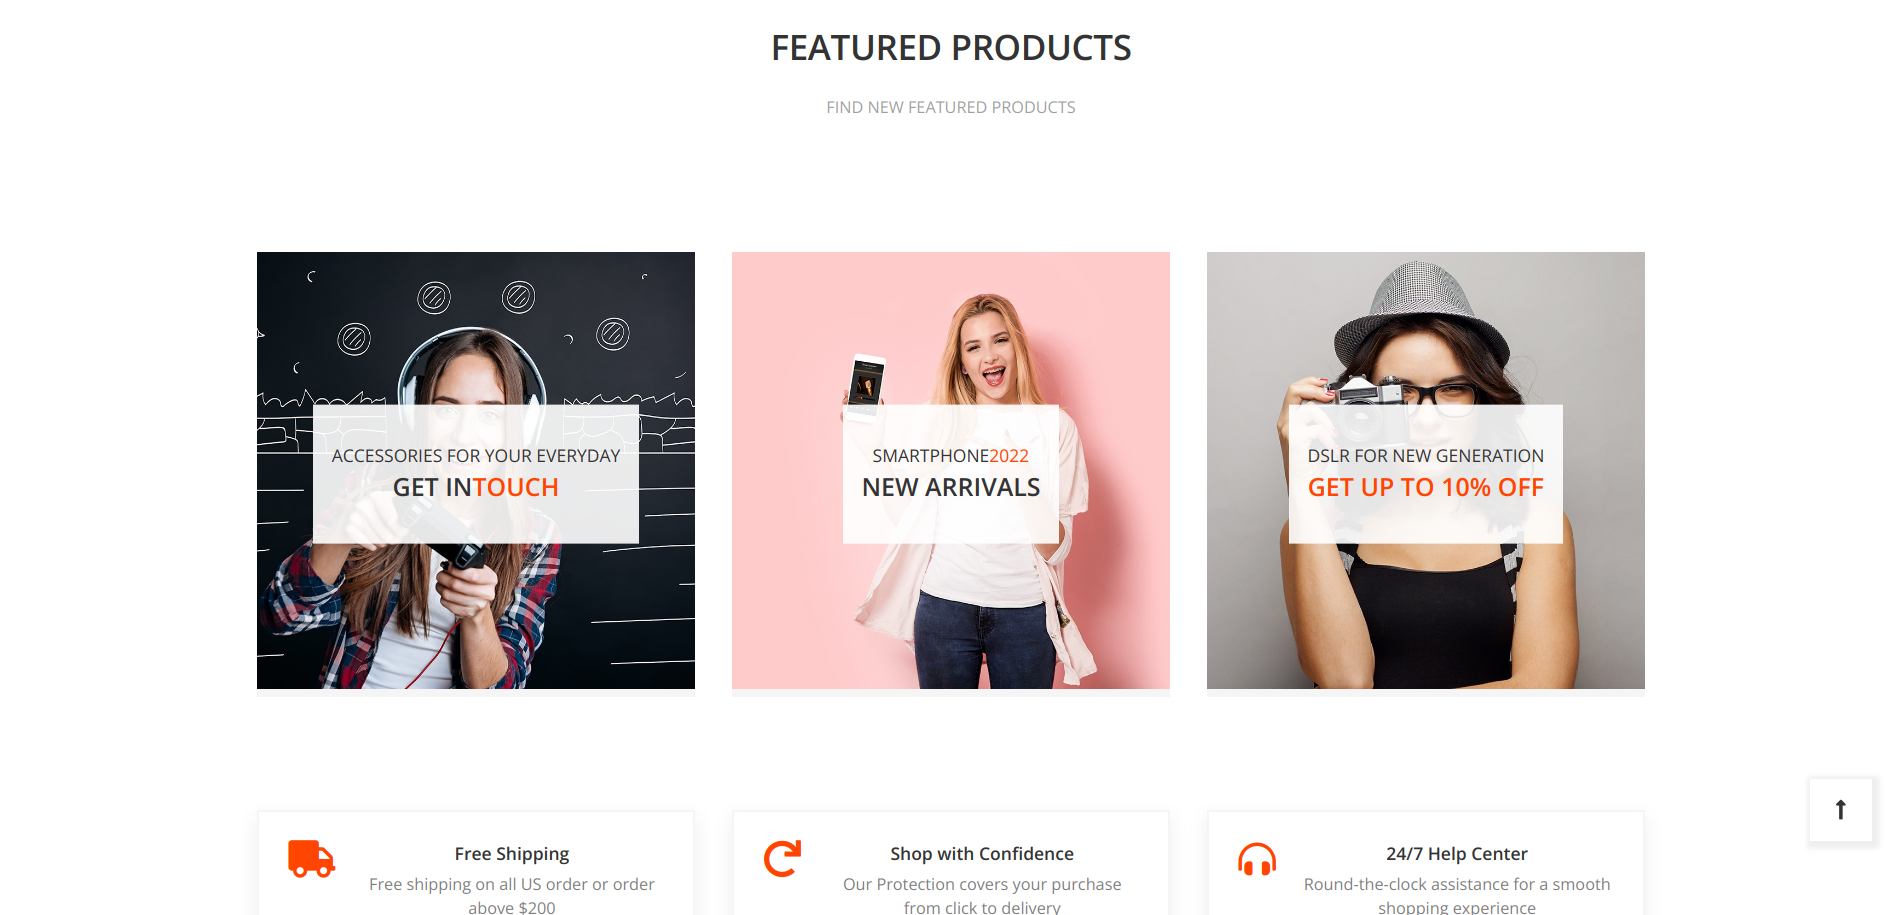 FEATURED PRODUCTS
FIND NEW FEATURED PRODUCTS
ACCESSORIES FOR YOUR EVERYDAY
GET INTOUCH
SMARTPHONE2022
NEW ARRIVALS
DSLR FOR NEW GENERATION
GET UP TO 10% OFF
Free Shipping
Free shipping on all US order or order
above $200
Shop with Confidence
Our Protection covers your purchase
from click to delivery
24/7 Help Center
Round-the-clock assistance for a smooth
shopping experience